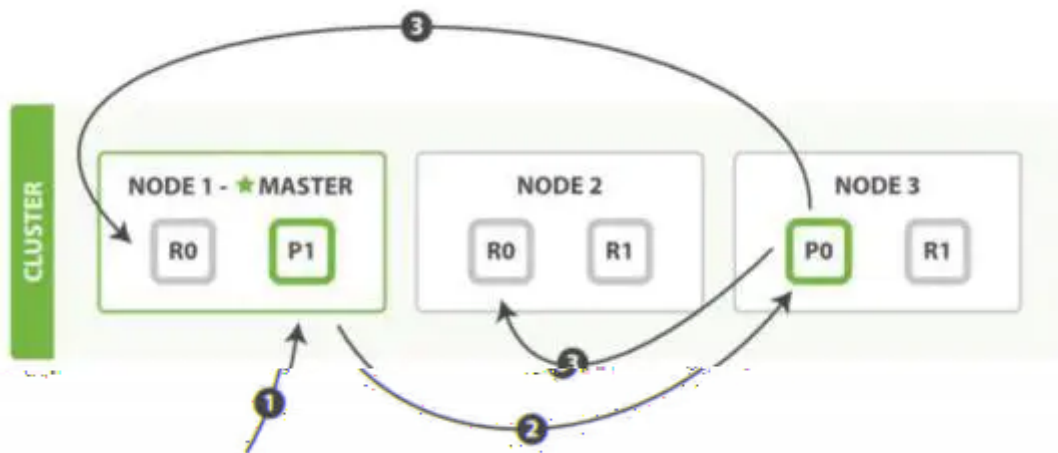 3
CLUSTER
NODE 1 - ★ MASTER
NODE 2
NODE 3
R0 P1
R0 R1
P0 R1
3
1
2